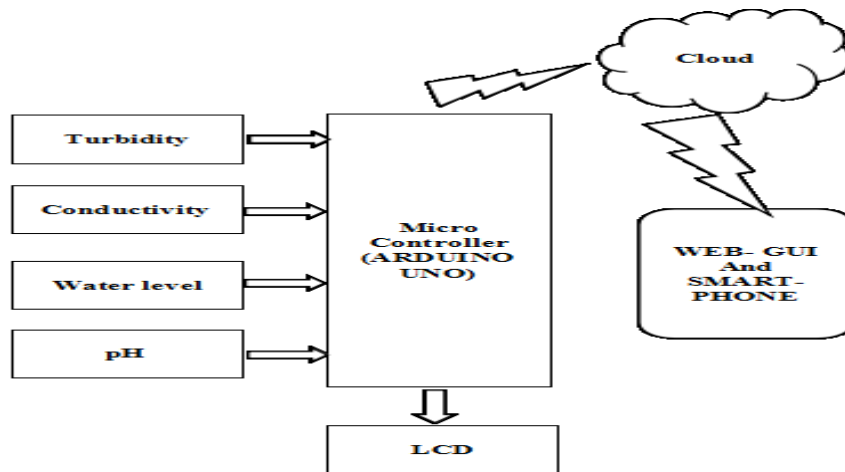 Cloud
Turbidity
Conductivity
Water level
pH
Micro
Controller
(ARDUINO
UNO)
WEB- GUI
And
SMART-
PHONE
LCD